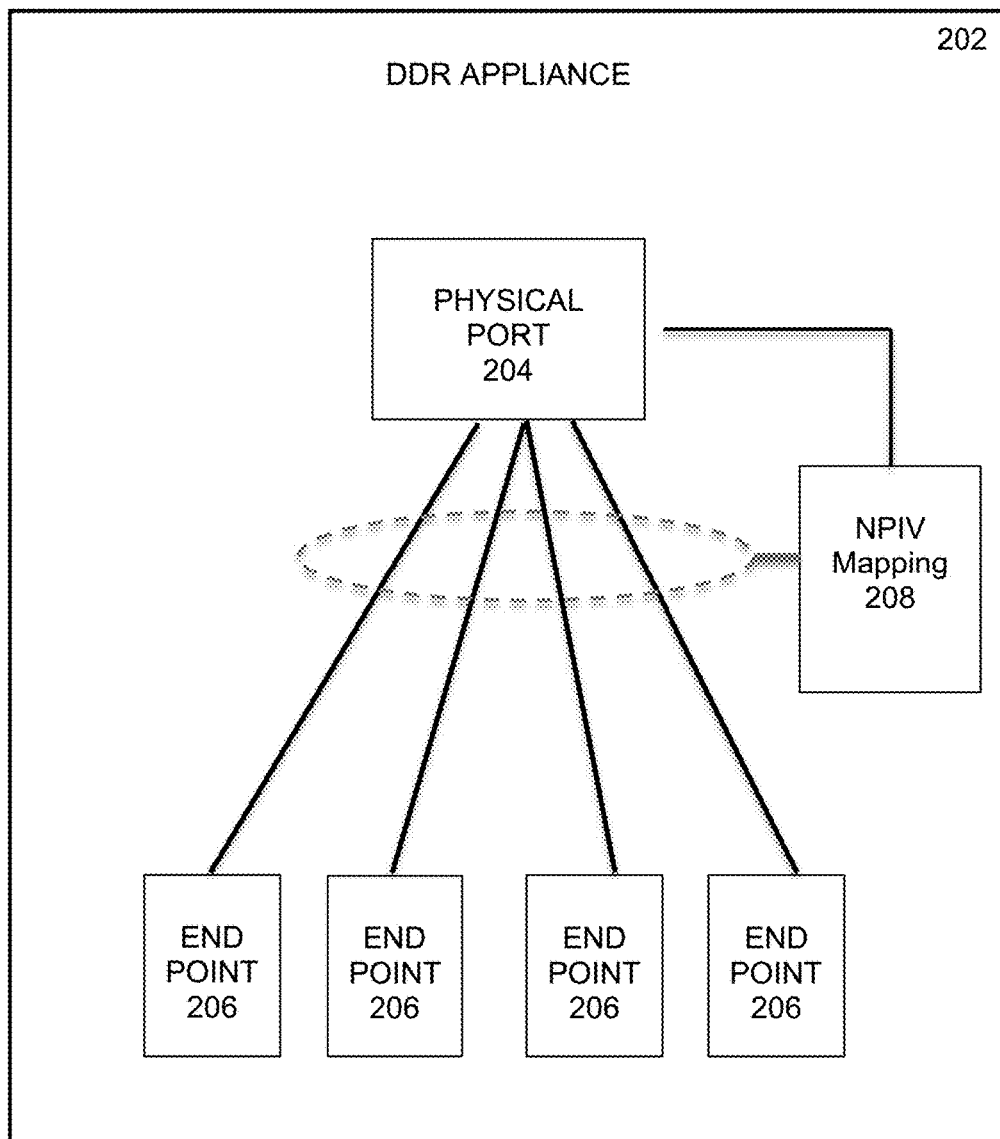 202
DDR APPLIANCE
PHYSICAL
PORT
204
NPIV
Mapping
208
END
POINT
206
END
POINT
206
END
POINT
206
END
POINT
206